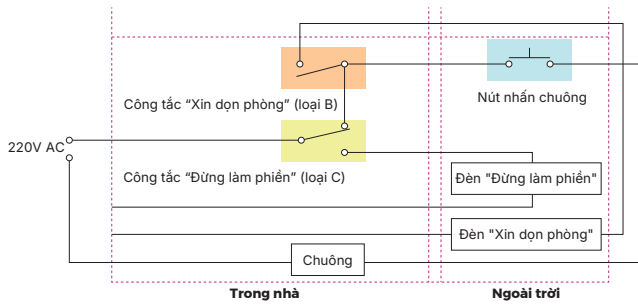 Công tắc “Xin dọn phòng” (loại B)
Nút nhấn chuông
220V AC
Công tắc “Đừng làm phiền” (loại C)
Đèn "Đừng làm phiền"
Đèn "Xin dọn phòng"
Chuông
Trong nhà
Ngoài trời